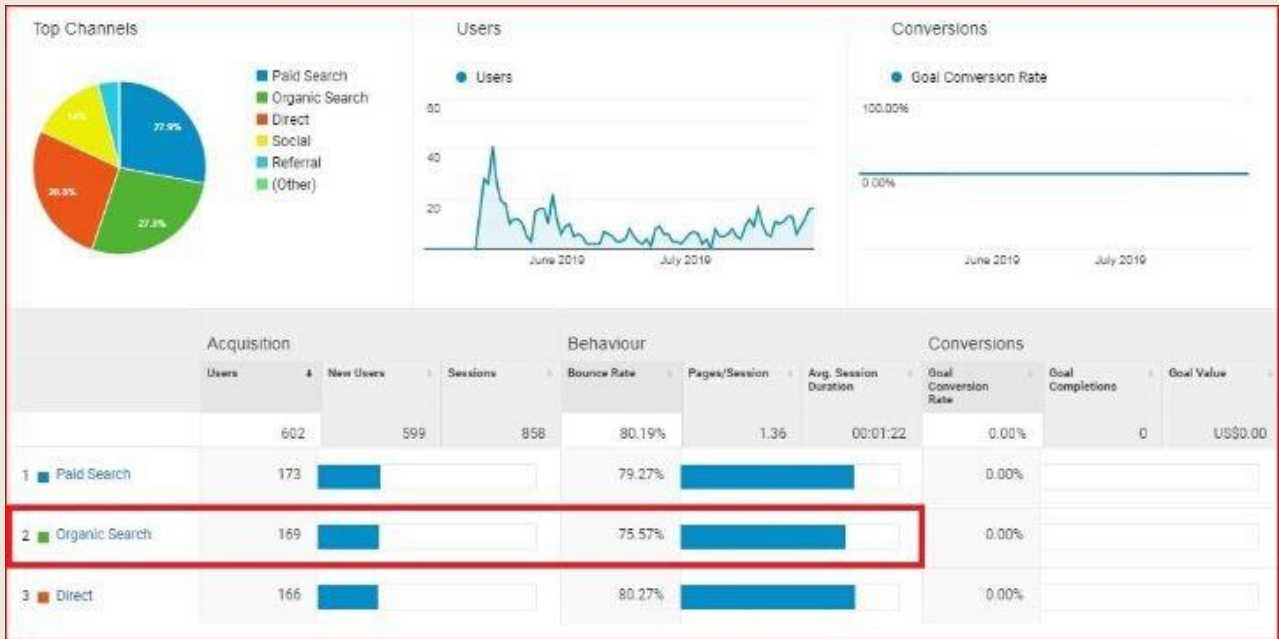 Top Channels
Paid Search
Organic Search
Direct
Social
Referral
(Other)
27.9%
27.3%
Users
Users
60
40
20
June 2019 July 2019
Conversions
Goal Conversion Rate
100.00%
0.00%
June 2019 July 2019
Acquisition Behaviour Conversions
Users New Users Sessions Bounce Rate Pages/Session Avg. Session Duration Goal Conversion Rate Goal Completions Goal Value
602 599 858 80.19% 1.36 00:01:22 0.00% 0 US$0.00
1 Paid Search 173 79.27% 0.00%
2 Organic Search 169 75.57% 0.00%
3 Direct 166 80.27% 0.00%